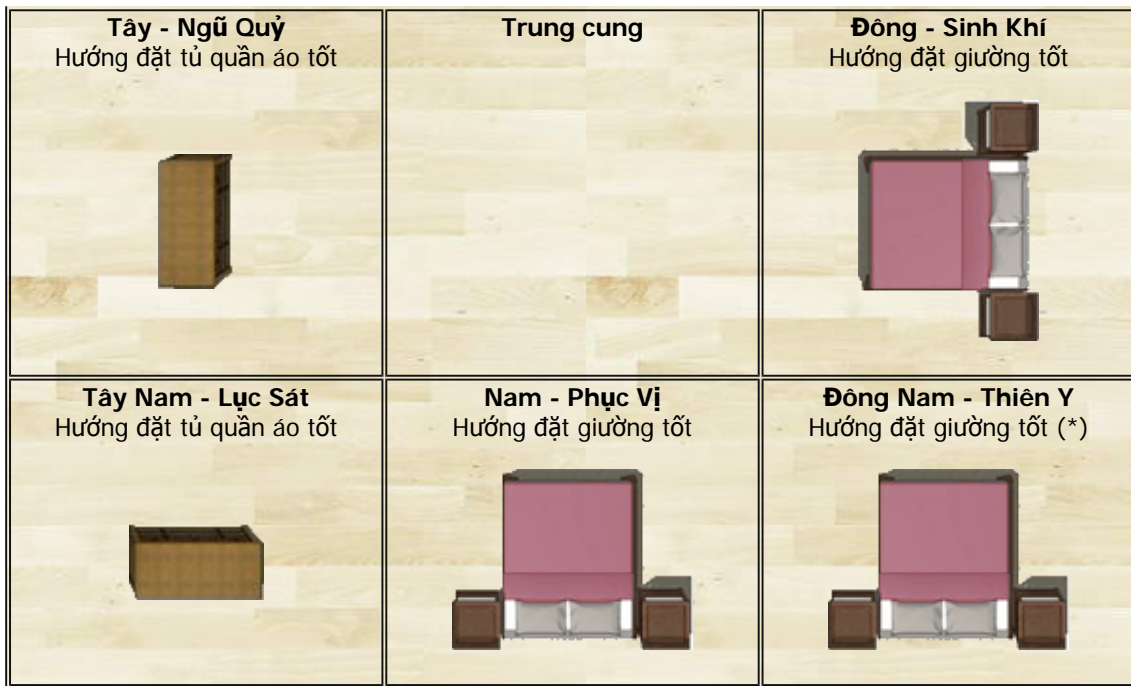 Tây - Ngũ Quỷ
Hướng đặt tủ quần áo tốt
Trung cung
Đông - Sinh Khí
Hướng đặt giường tốt
Tây Nam - Lục Sát
Hướng đặt tủ quần áo tốt
Nam - Phục Vị
Hướng đặt giường tốt
Đông Nam - Thiên Y
Hướng đặt giường tốt (*)